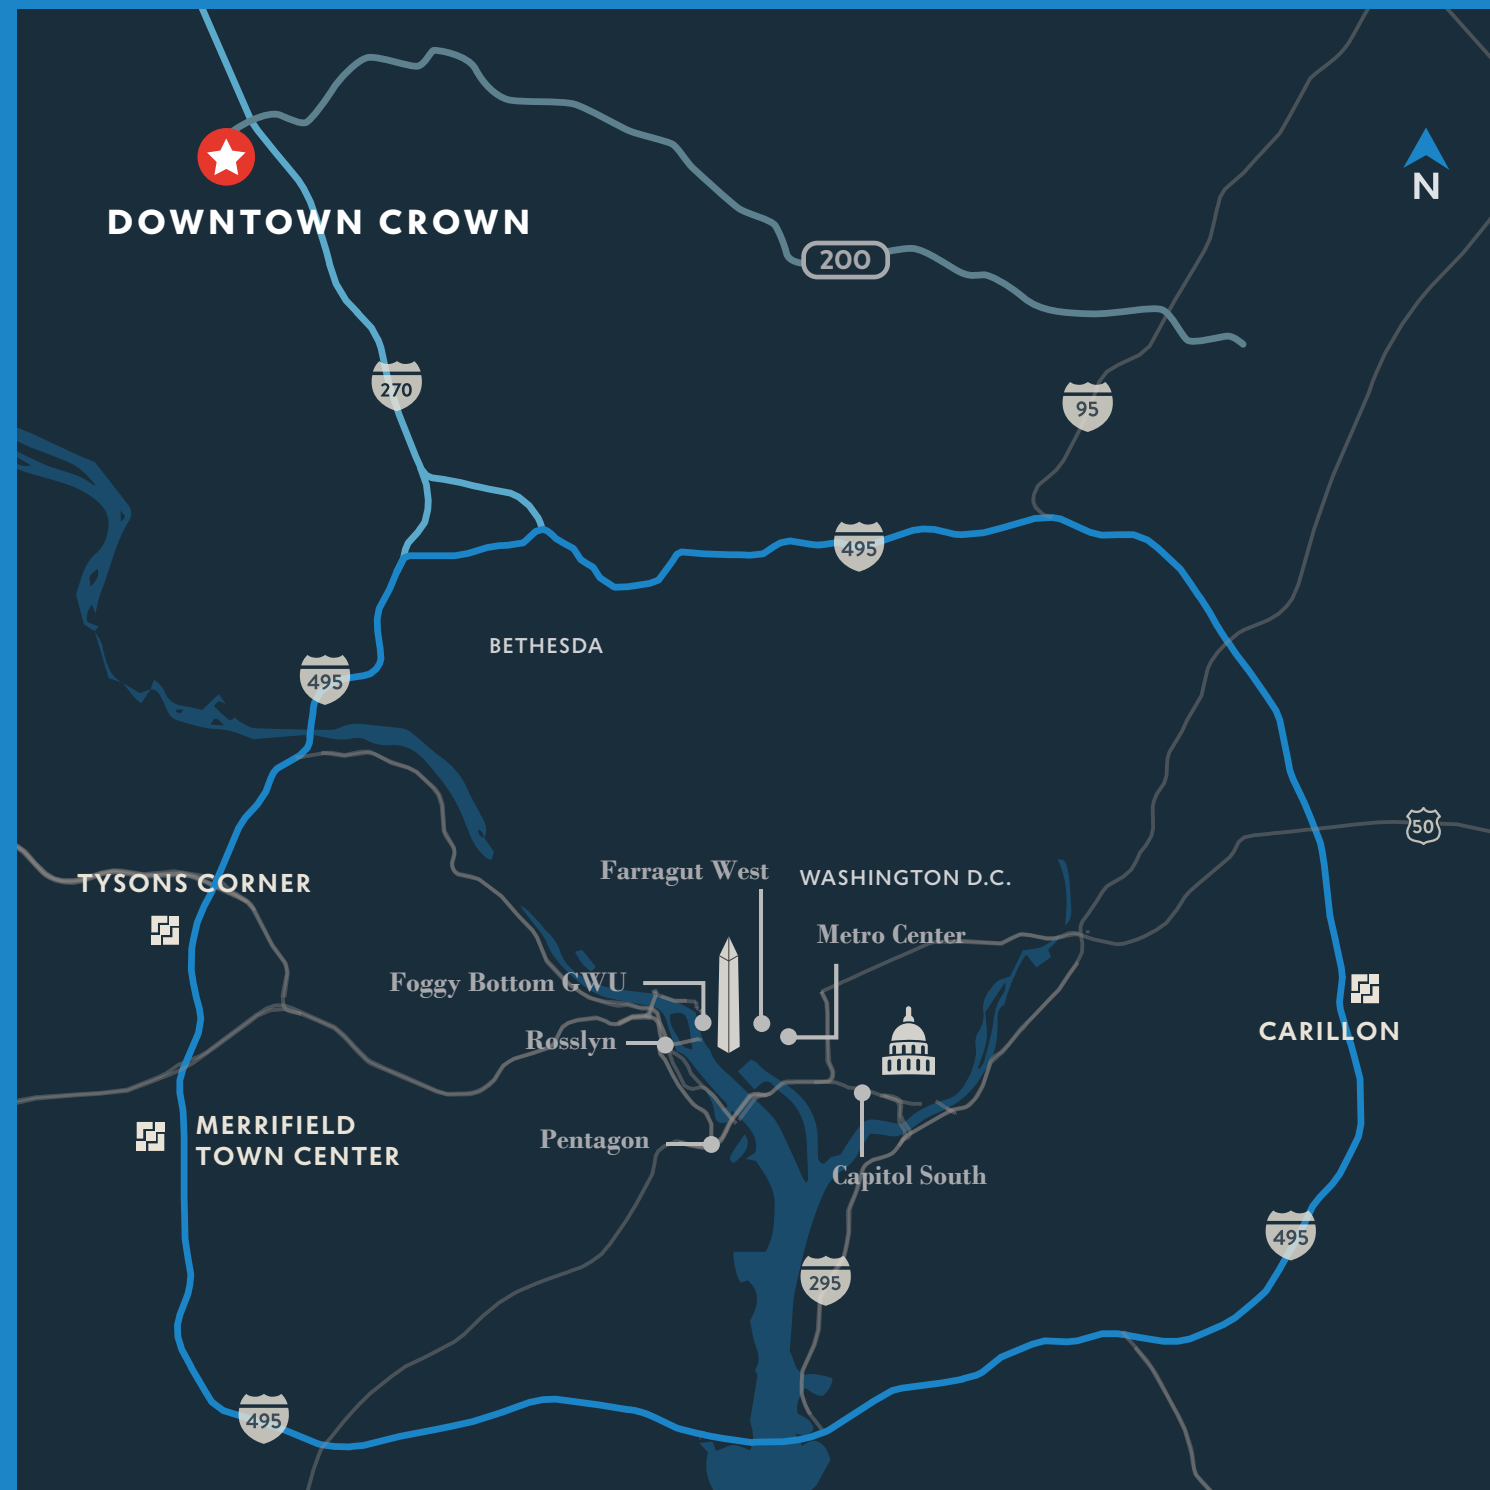 N
DOWNTOWN CROWN
200
270
95
495
BETHESDA
495
50
Farragut West
WASHINGTON D.C.
TYSONS CORNER
Metro Center
Foggy Bottom GWU
CARILLON
Rosslyn
MERRIFIELD
TOWN CENTER
Pentagon
Capitol South
495
295
495